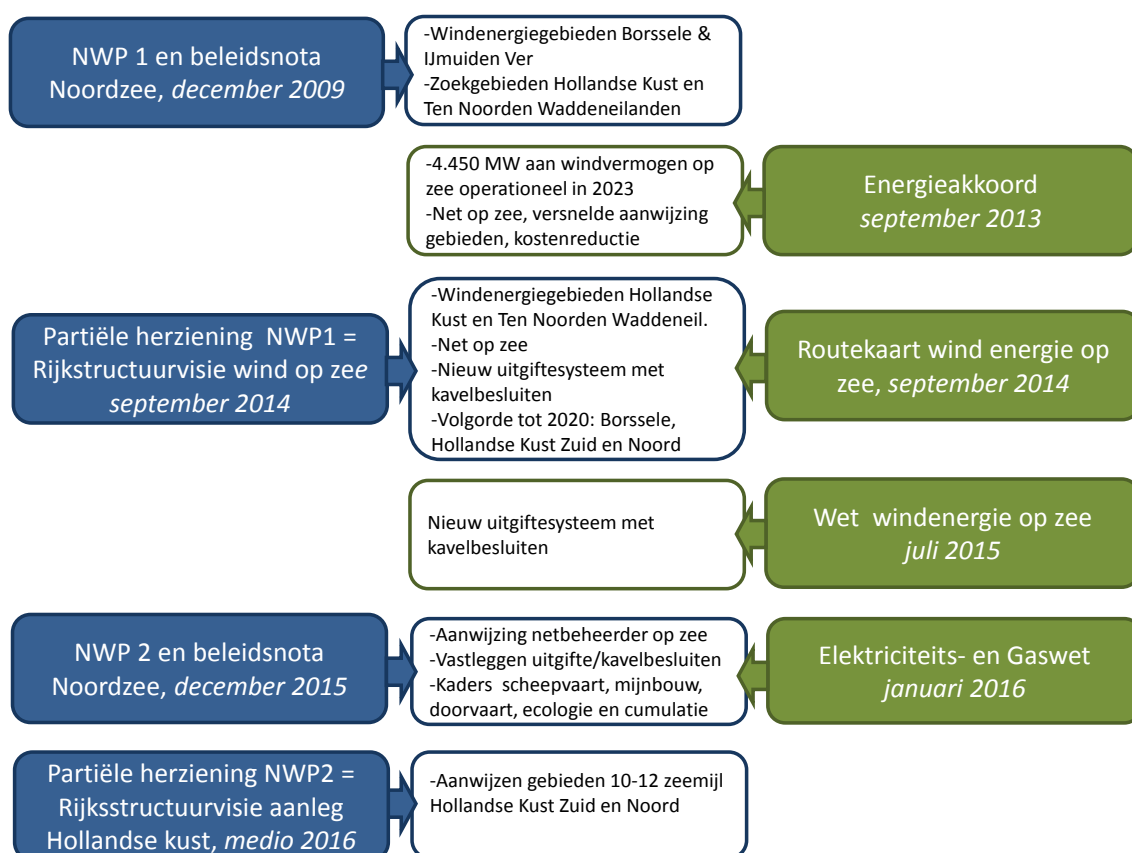 NWP 1 en beleidsnota
Noordzee, december 2009
-Windenergiegebieden Borssele &
IJmuiden Ver
-Zoekgebieden Hollandse Kust en
Ten Noorden Waddeneilanden
-4.450 MW aan windvermogen op
zee operationeel in 2023
-Net op zee, versnelde aanwijzing
gebieden, kostenreductie
Energieakkoord
september 2013
Partiële herziening NWP1 =
Rijkstructuurvisie wind op zee
september 2014
-Windenergiegebieden Hollandse
Kust en Ten Noorden Waddeneil.
-Net op zee
-Nieuw uitgiftesysteem met
kavelbesluiten
-Volgorde tot 2020: Borssele,
Hollandse Kust Zuid en Noord
Routekaart wind energie op
zee, september 2014
Nieuw uitgiftesysteem met
kavelbesluiten
Wet windenergie op zee
juli 2015
NWP 2 en beleidsnota
Noordzee, december 2015
-Aanwijzing netbeheerder op zee
-Vastleggen uitgifte/kavelbesluiten
-Kaders scheepvaart, mijnbouw,
doorvaart, ecologie en cumulatie
Elektriciteits- en Gaswet
januari 2016
Partiële herziening NWP2 =
Rijksstructuurvisie aanleg
Hollandse kust, medio 2016
-Aanwijzen gebieden 10-12 zeemijl
Hollandse Kust Zuid en Noord